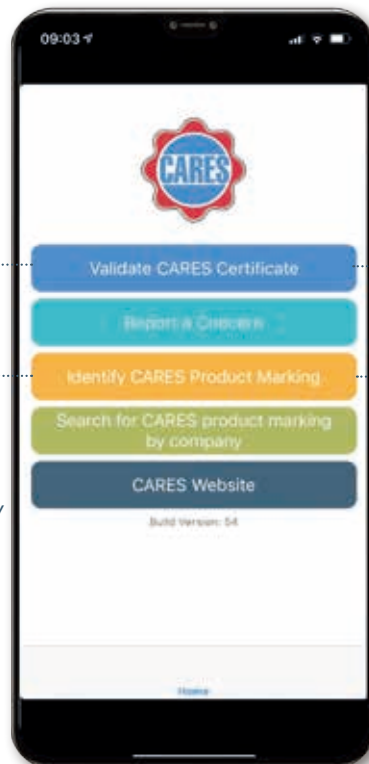 09:03
CARES
Validate CARES Certificate
Report a Concern
Identify CARES Product Marking
Search for CARES product marking
by company
CARES Website
Build Version: 54
Home
y